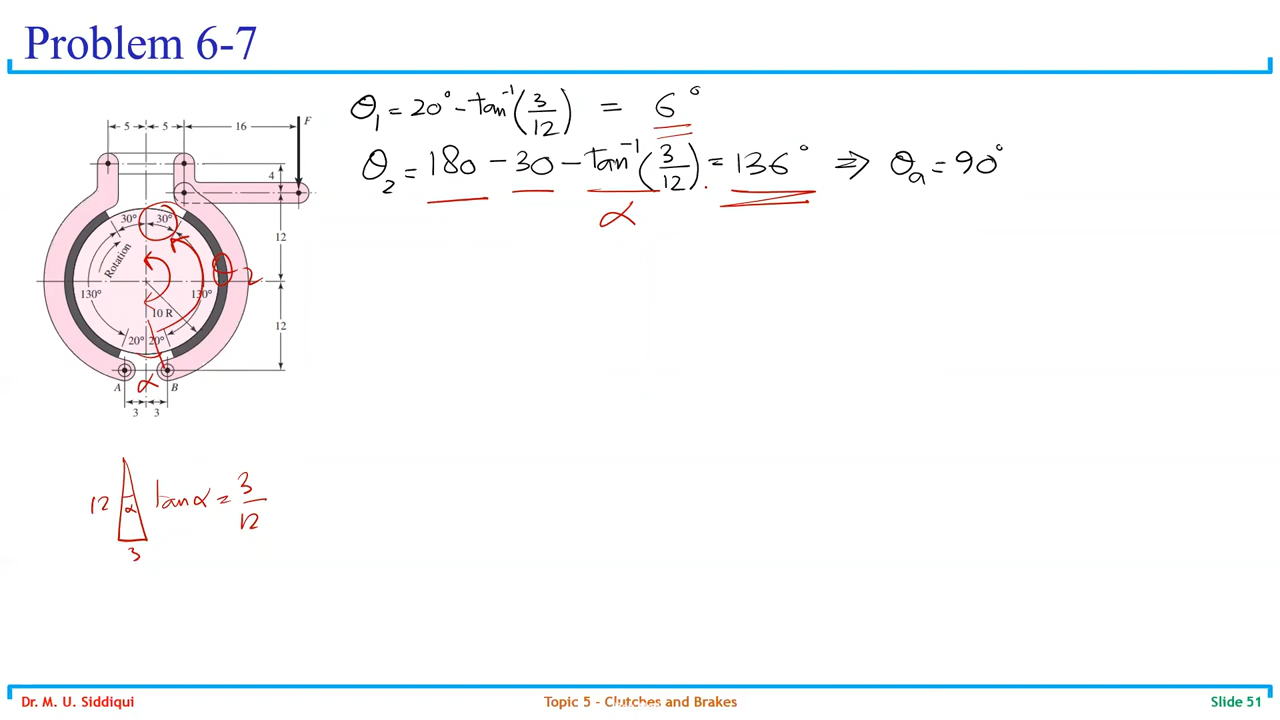 Problem 6-7
θ₁ = 20° - tan⁻¹(3/12) = 6°
θ₂ = 180 - 30 - tan⁻¹(3/12) = 136° ⇒ θₐ = 90°
α
5 5 16 F
4
30° 30°
12
Rotation
θ2
130° 130°
10 R
12
20° 20°
A α B
3 3
12 α tan α = 3/12
3
Dr. M. U. Siddiqui Topic 5 - Clutches and Brakes Slide 51